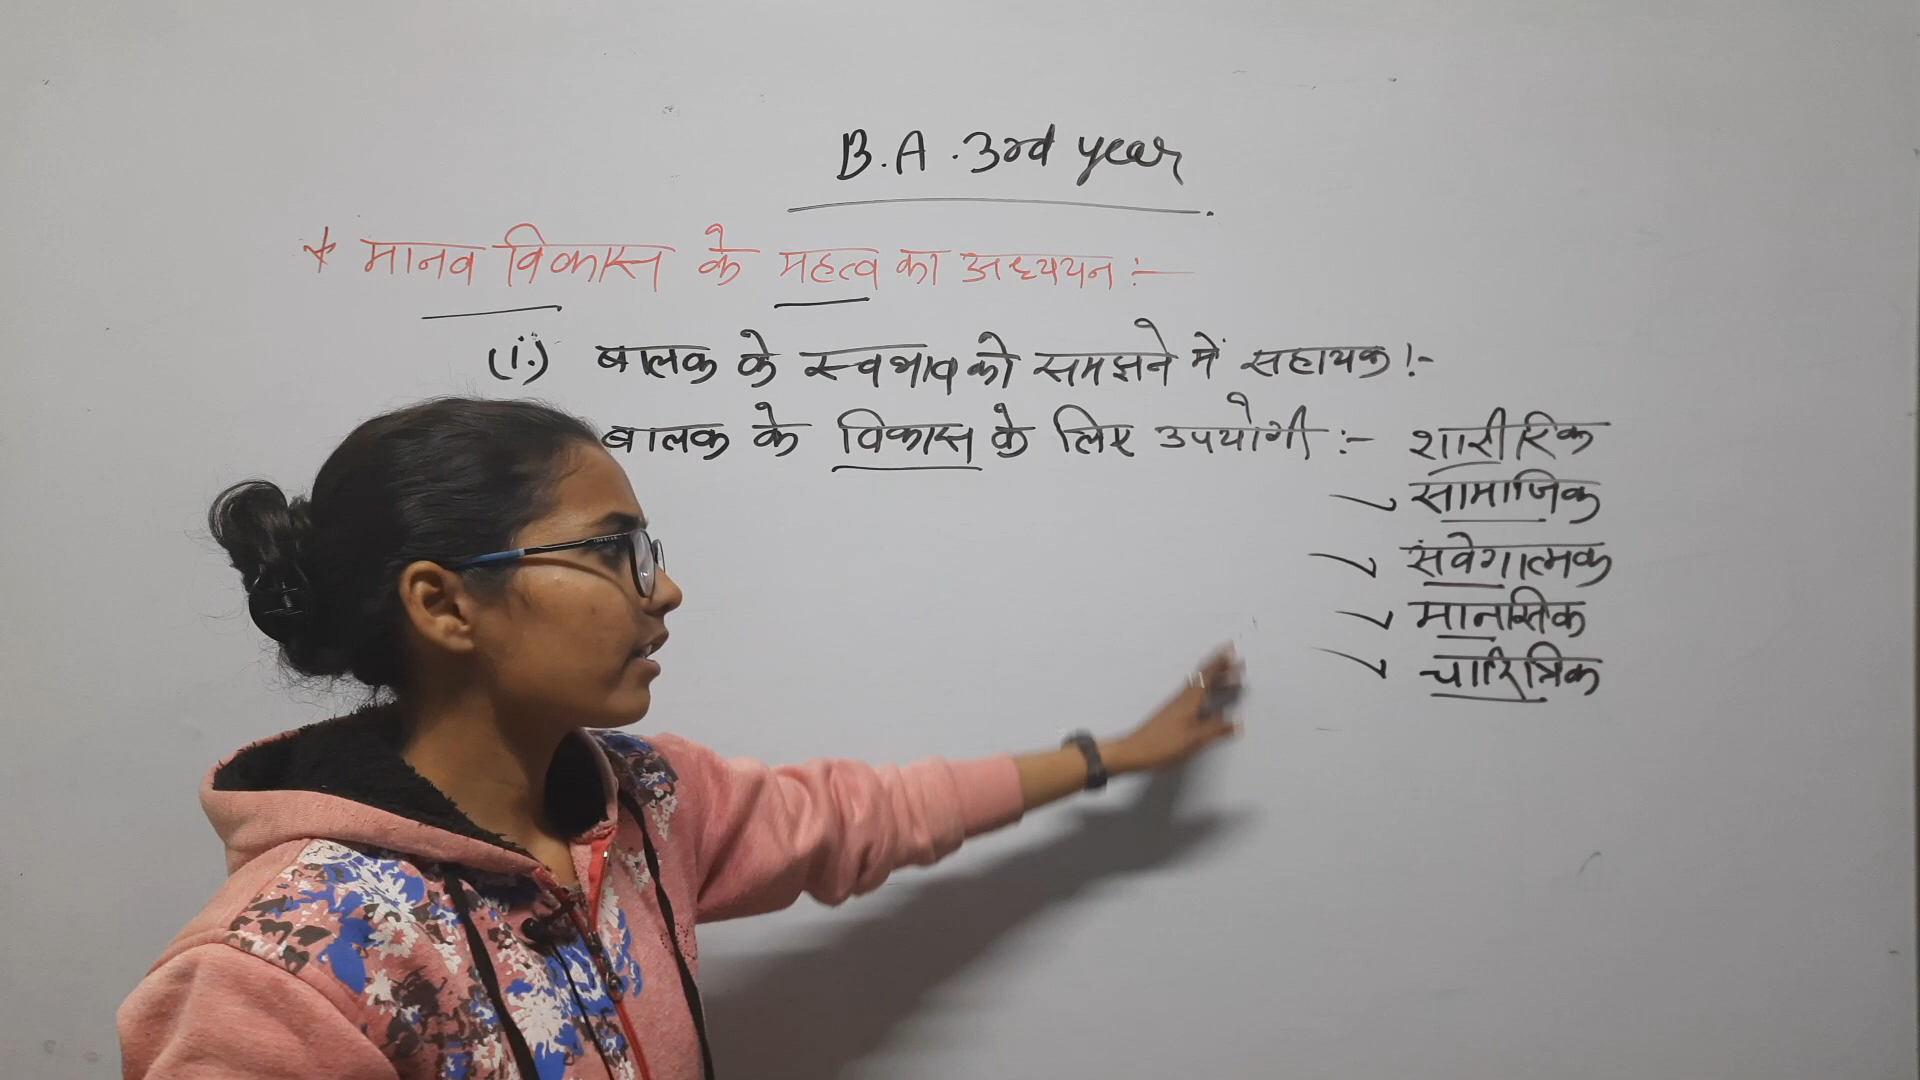 B.A. 3rd year
* मानव विकास के महत्व का अध्ययन :-
(i.) बालक के स्वभाव को समझने में सहायक :-
बालक के विकास के लिए उपयोगी :- शारीरिक
सामाजिक
संवेगात्मक
मानसिक
चारित्रिक